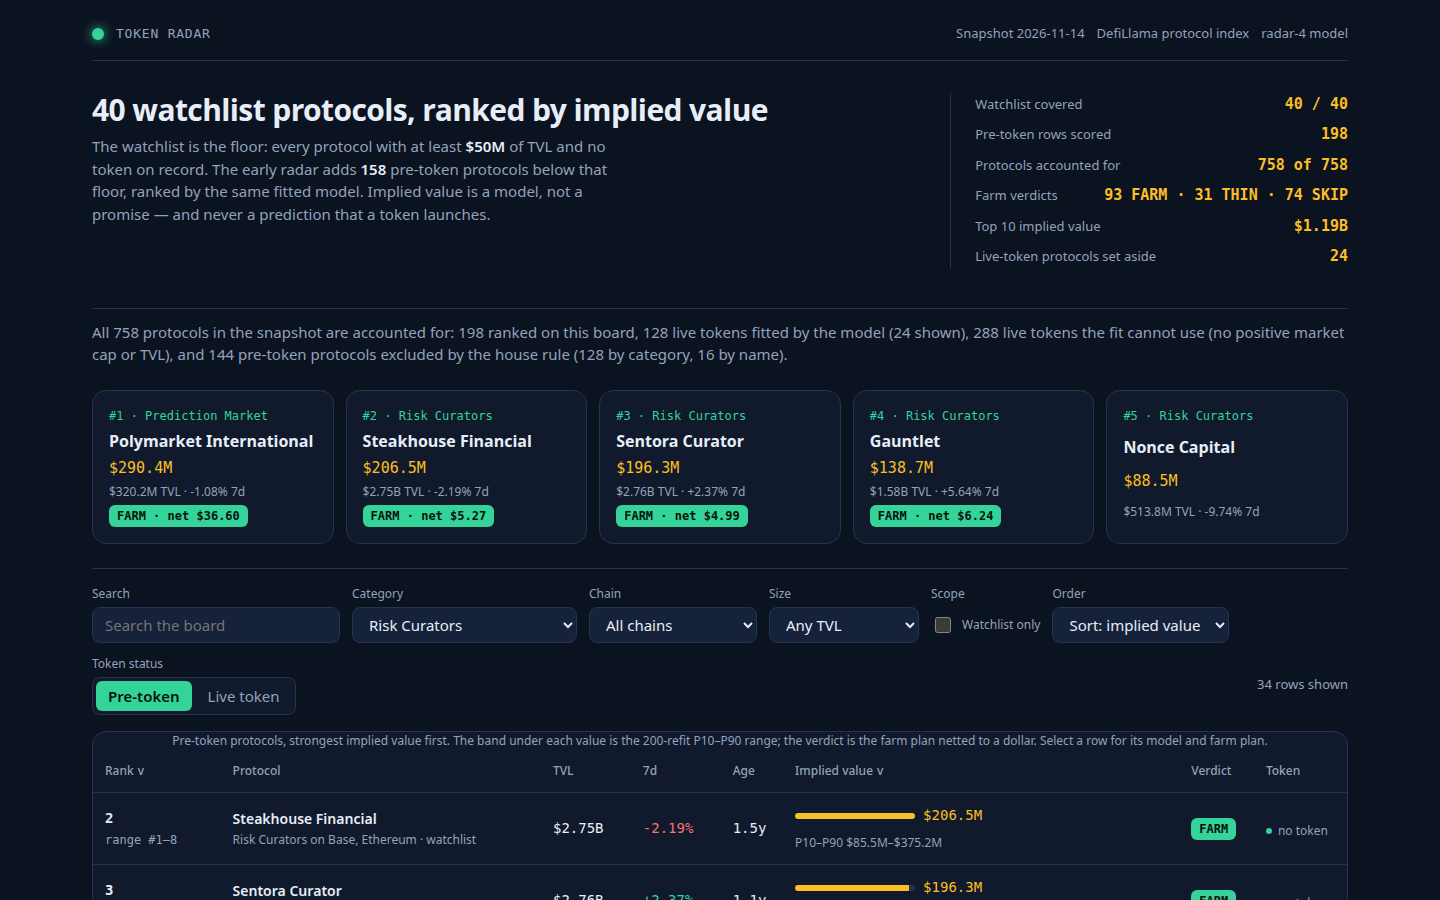 TOKEN RADAR
Snapshot 2026-11-14 DefiLlama protocol index radar-4 model
40 watchlist protocols, ranked by implied value
The watchlist is the floor: every protocol with at least $50M of TVL and no
token on record. The early radar adds 158 pre-token protocols below that
floor, ranked by the same fitted model. Implied value is a model, not a
promise — and never a prediction that a token launches.
Watchlist covered 40 / 40
Pre-token rows scored 198
Protocols accounted for 758 of 758
Farm verdicts 93 FARM · 31 THIN · 74 SKIP
Top 10 implied value $1.19B
Live-token protocols set aside 24
All 758 protocols in the snapshot are accounted for: 198 ranked on this board, 128 live tokens fitted by the model (24 shown), 288 live tokens the fit cannot use (no positive market
cap or TVL), and 144 pre-token protocols excluded by the house rule (128 by category, 16 by name).
#1 · Prediction Market
Polymarket International
$290.4M
$320.2M TVL · -1.08% 7d
FARM · net $36.60
#2 · Risk Curators
Steakhouse Financial
$206.5M
$2.75B TVL · -2.19% 7d
FARM · net $5.27
#3 · Risk Curators
Sentora Curator
$196.3M
$2.76B TVL · +2.37% 7d
FARM · net $4.99
#4 · Risk Curators
Gauntlet
$138.7M
$1.58B TVL · +5.64% 7d
FARM · net $6.24
#5 · Risk Curators
Nonce Capital
$88.5M
$513.8M TVL · -9.74% 7d
Search Category Chain Size Scope Order
Search the board Risk Curators All chains Any TVL Watchlist only Sort: implied value
Token status
Pre-token Live token 34 rows shown
Pre-token protocols, strongest implied value first. The band under each value is the 200-refit P10–P90 range; the verdict is the farm plan netted to a dollar. Select a row for its model and farm plan.
Rank v Protocol TVL 7d Age Implied value v Verdict Token
2 Steakhouse Financial $2.75B -2.19% 1.5y $206.5M FARM no token
range #1–8 Risk Curators on Base, Ethereum · watchlist P10–P90 $85.5M–$375.2M
3 Sentora Curator $2.76B +2.37% 1.1y $196.3M FARM